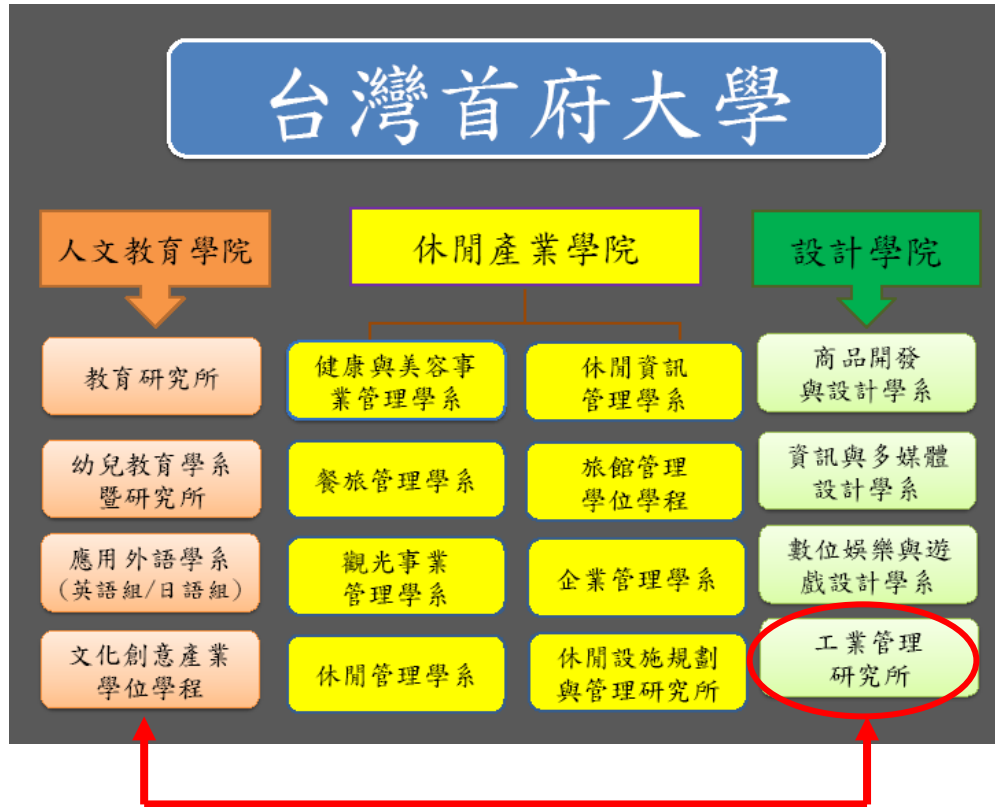 台灣首府大學
人文教育學院
教育研究所
幼兒教育學系
暨研究所
應用外語學系
(英語組/日語組)
文化創意產業
學位學程
休閒產業學院
健康與美容事
業管理學系
餐旅管理學系
觀光事業
管理學系
休閒管理學系
休閒資訊
管理學系
旅館管理
學位學程
企業管理學系
休閒設施規劃
與管理研究所
設計學院
商品開發
與設計學系
資訊與多媒體
設計學系
數位娛樂與遊
戲設計學系
工業管理
研究所